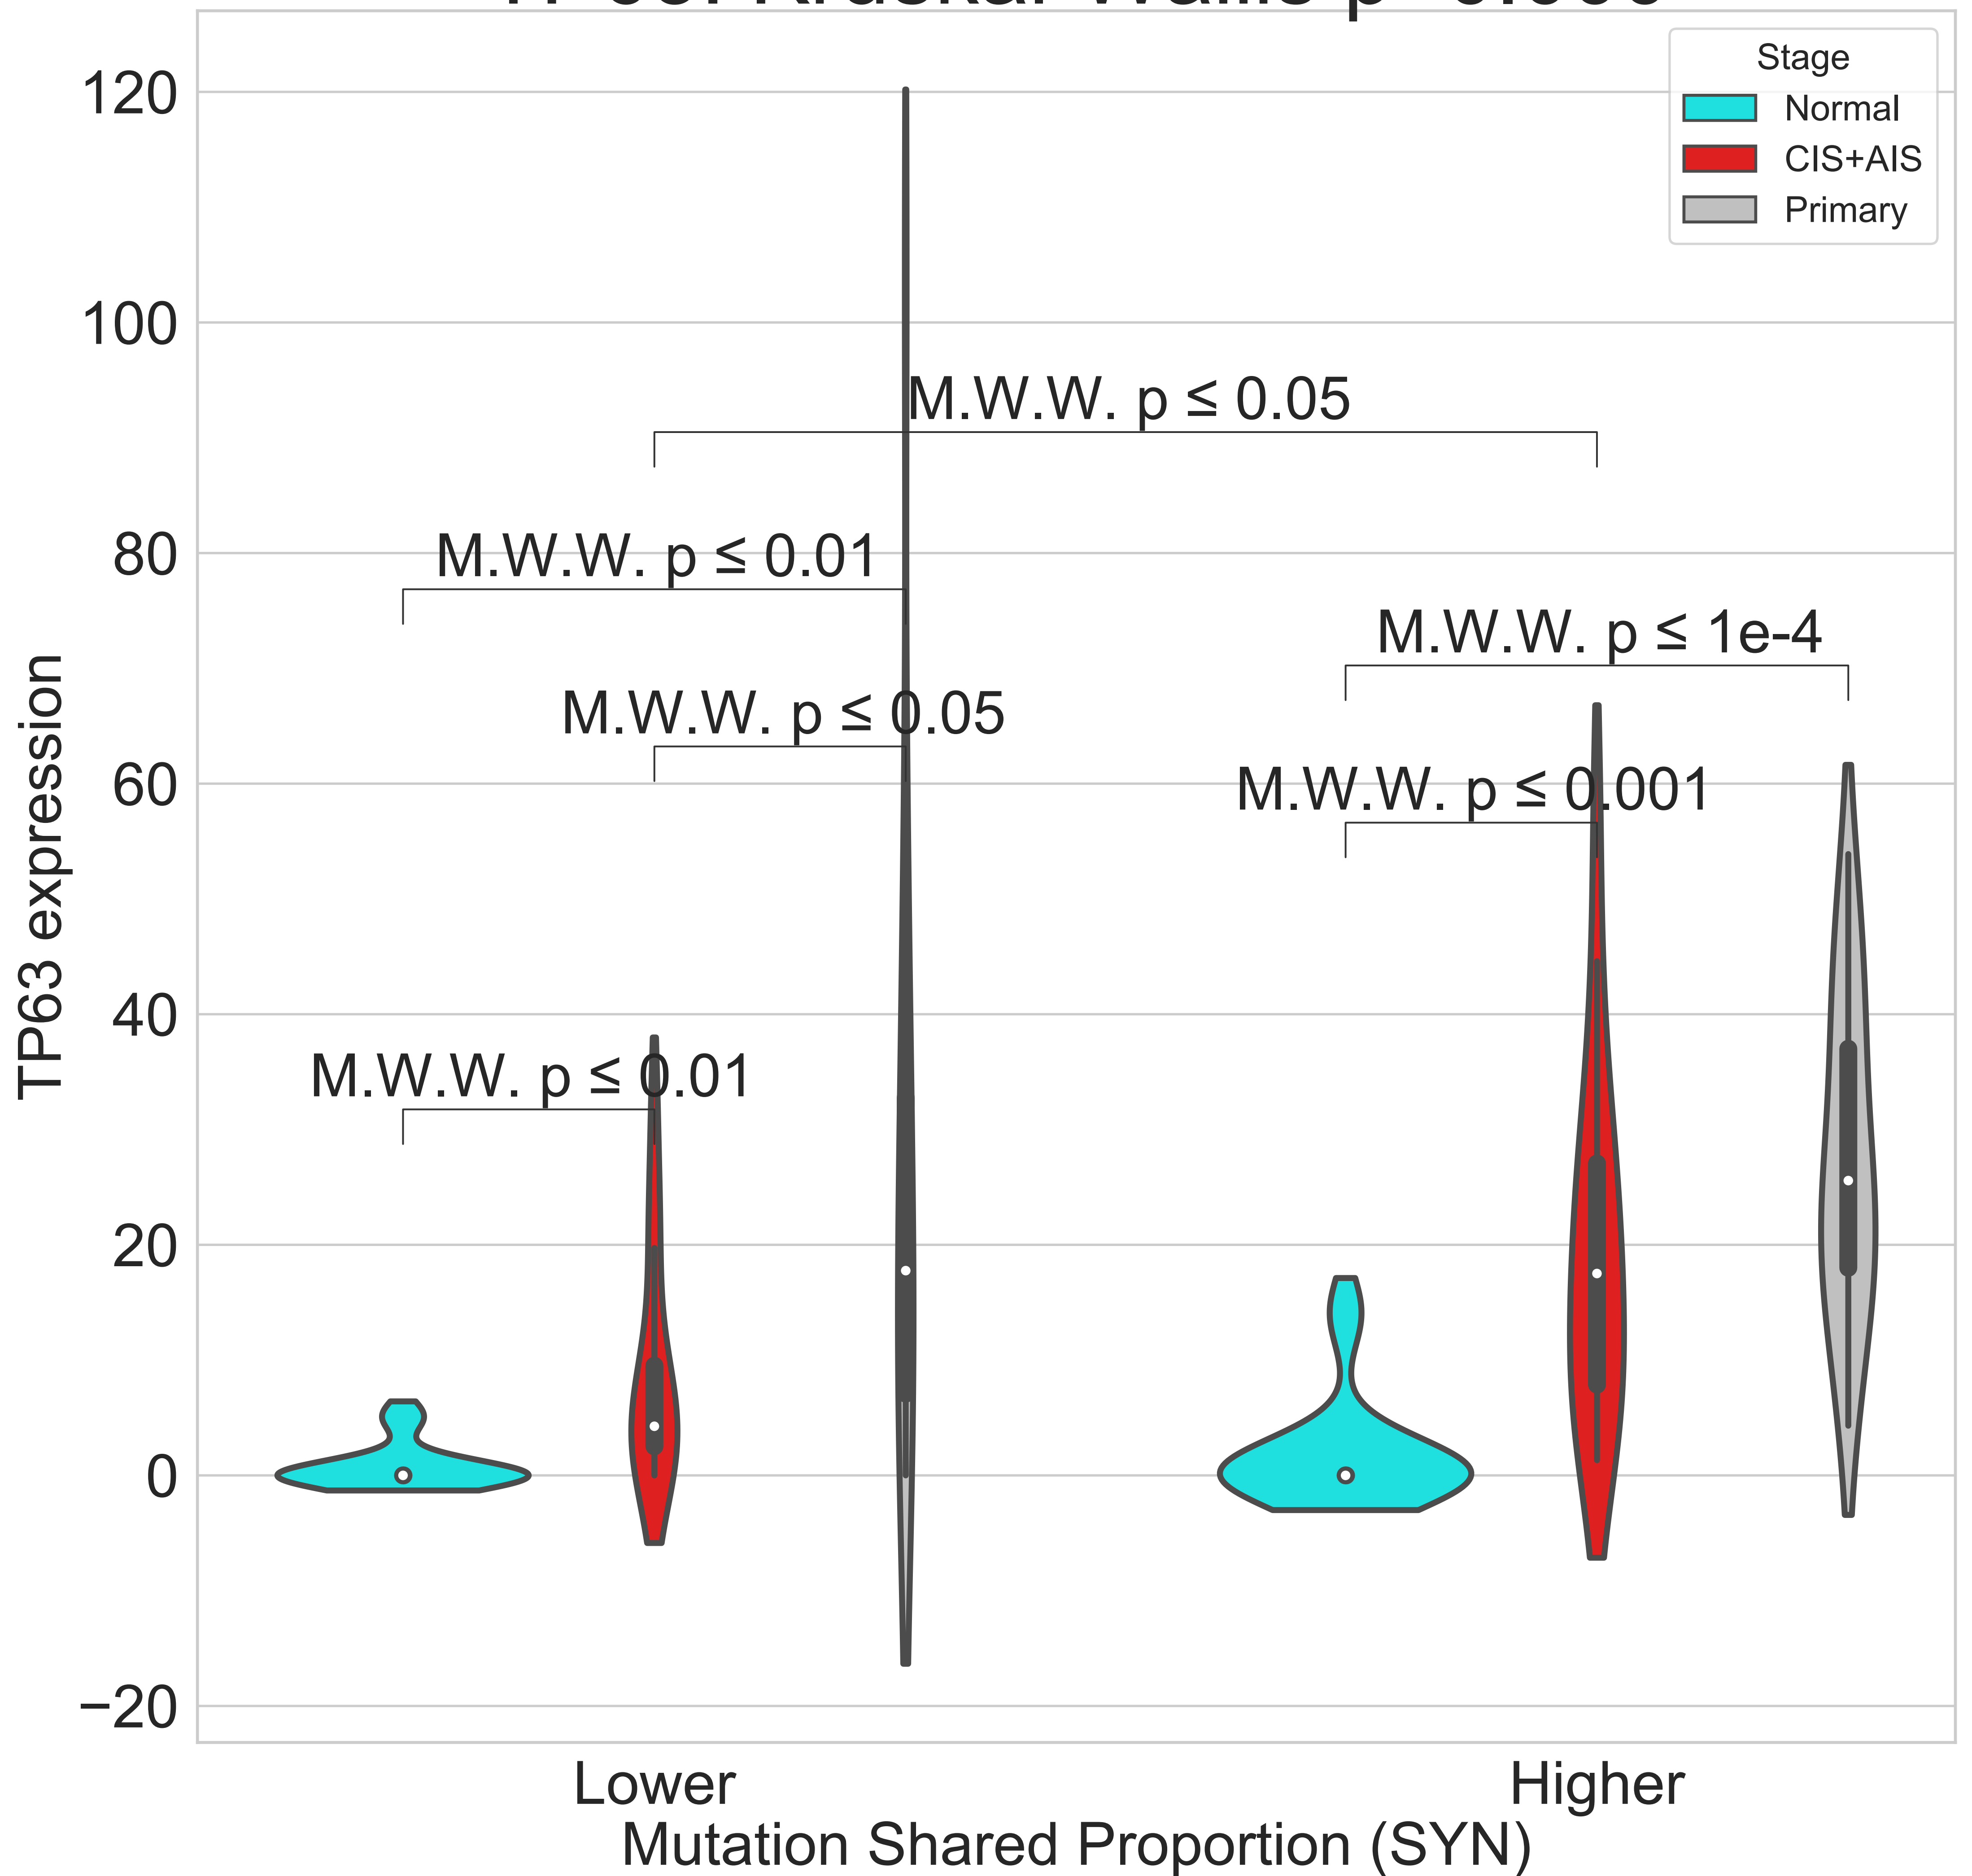 120
100
80
60
40
20
0
−20
TP63 expression
Stage
Normal
CIS+AIS
Primary
M.W.W. p ≤ 0.05
M.W.W. p ≤ 0.01
M.W.W. p ≤ 1e-4
M.W.W. p ≤ 0.05
M.W.W. p ≤ 0.001
M.W.W. p ≤ 0.01
Lower
Higher
Mutation Shared Proportion (SYN)